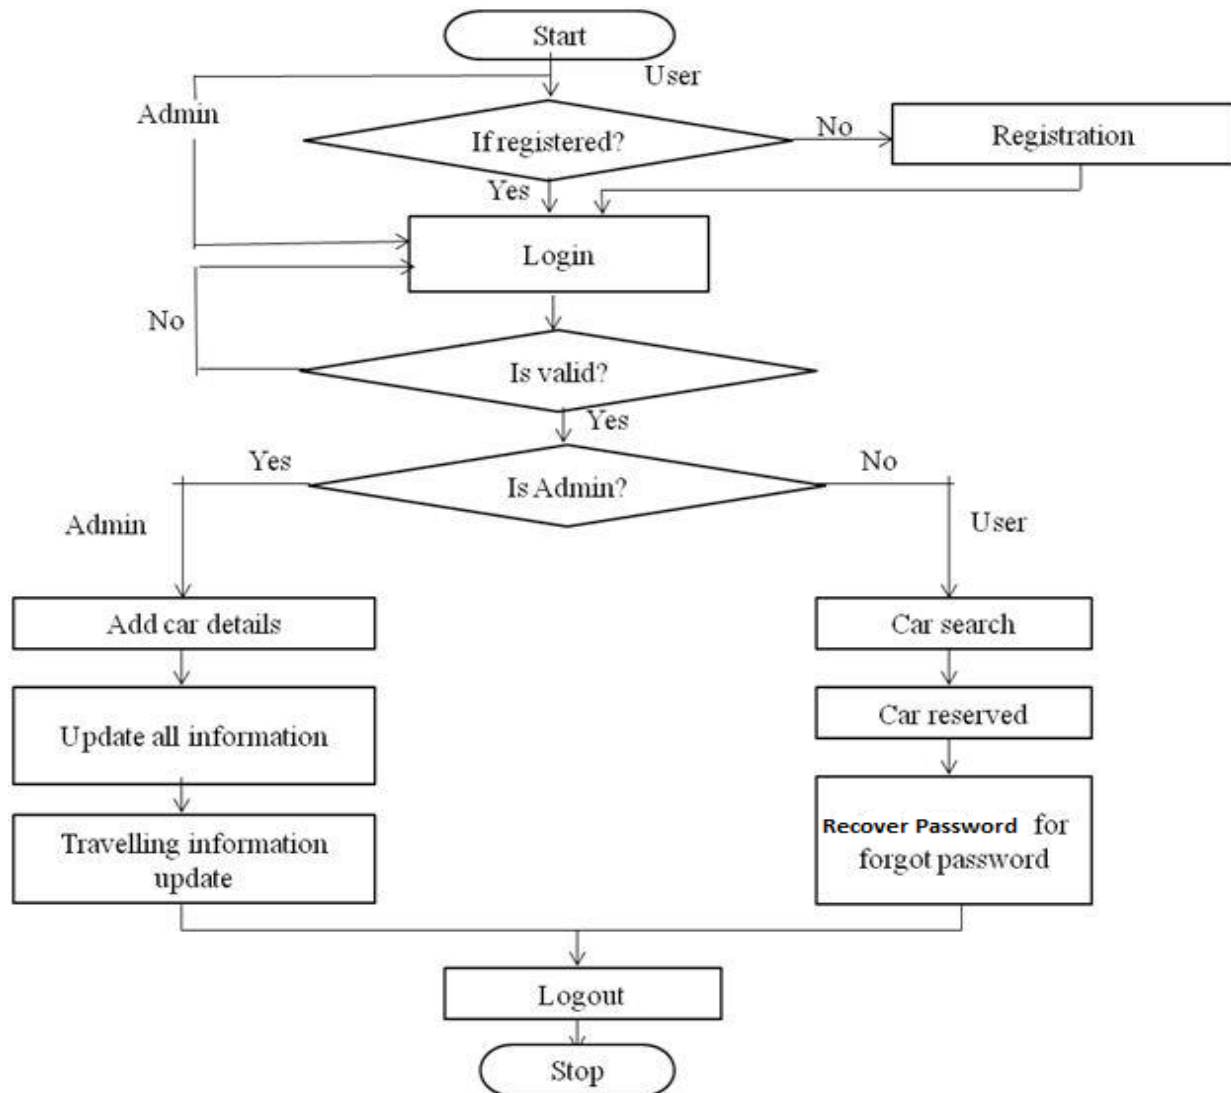 Start
User
Admin
If registered?
No
Registration
Yes
Login
No
Is valid?
Yes
Yes
Is Admin?
No
Admin
User
Add car details
Car search
Update all information
Car reserved
Travelling information
update
Recover Password for
forgot password
Logout
Stop